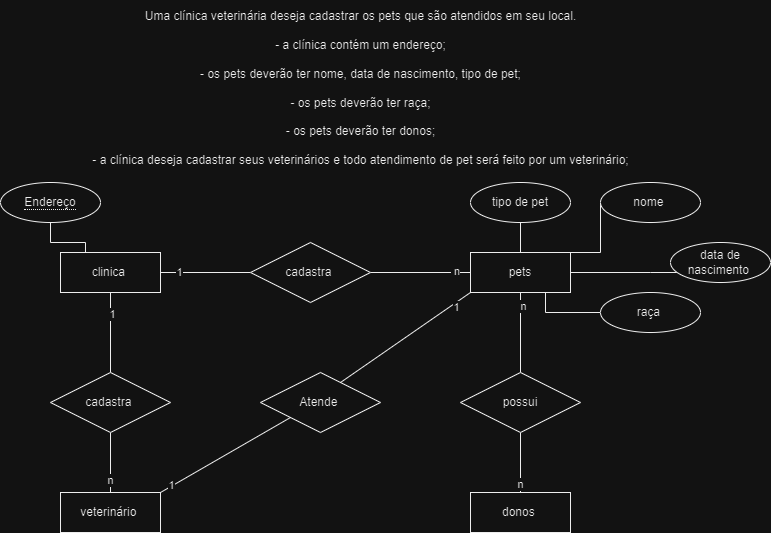 Uma clínica veterinária deseja cadastrar os pets que são atendidos em seu local.
- a clínica contém um endereço;
- os pets deverão ter nome, data de nascimento, tipo de pet;
- os pets deverão ter raça;
- os pets deverão ter donos;
- a clínica deseja cadastrar seus veterinários e todo atendimento de pet será feito por um veterinário;
Endereço
tipo de pet
nome
clinica
1
cadastra
n
pets
data de
nascimento
1
1
n
raça
cadastra
Atende
possui
n
1
n
veterinário
donos